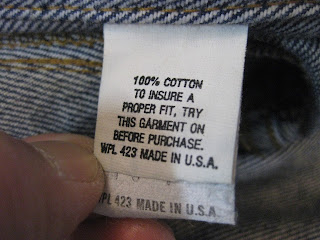 100% COTTON
TO INSURE A
PROPER FIT, TRY
THIS GARMENT ON
BEFORE PURCHASE.
WPL 423 MADE IN U.S.A.
WPL 423 MADE IN U.S.A.